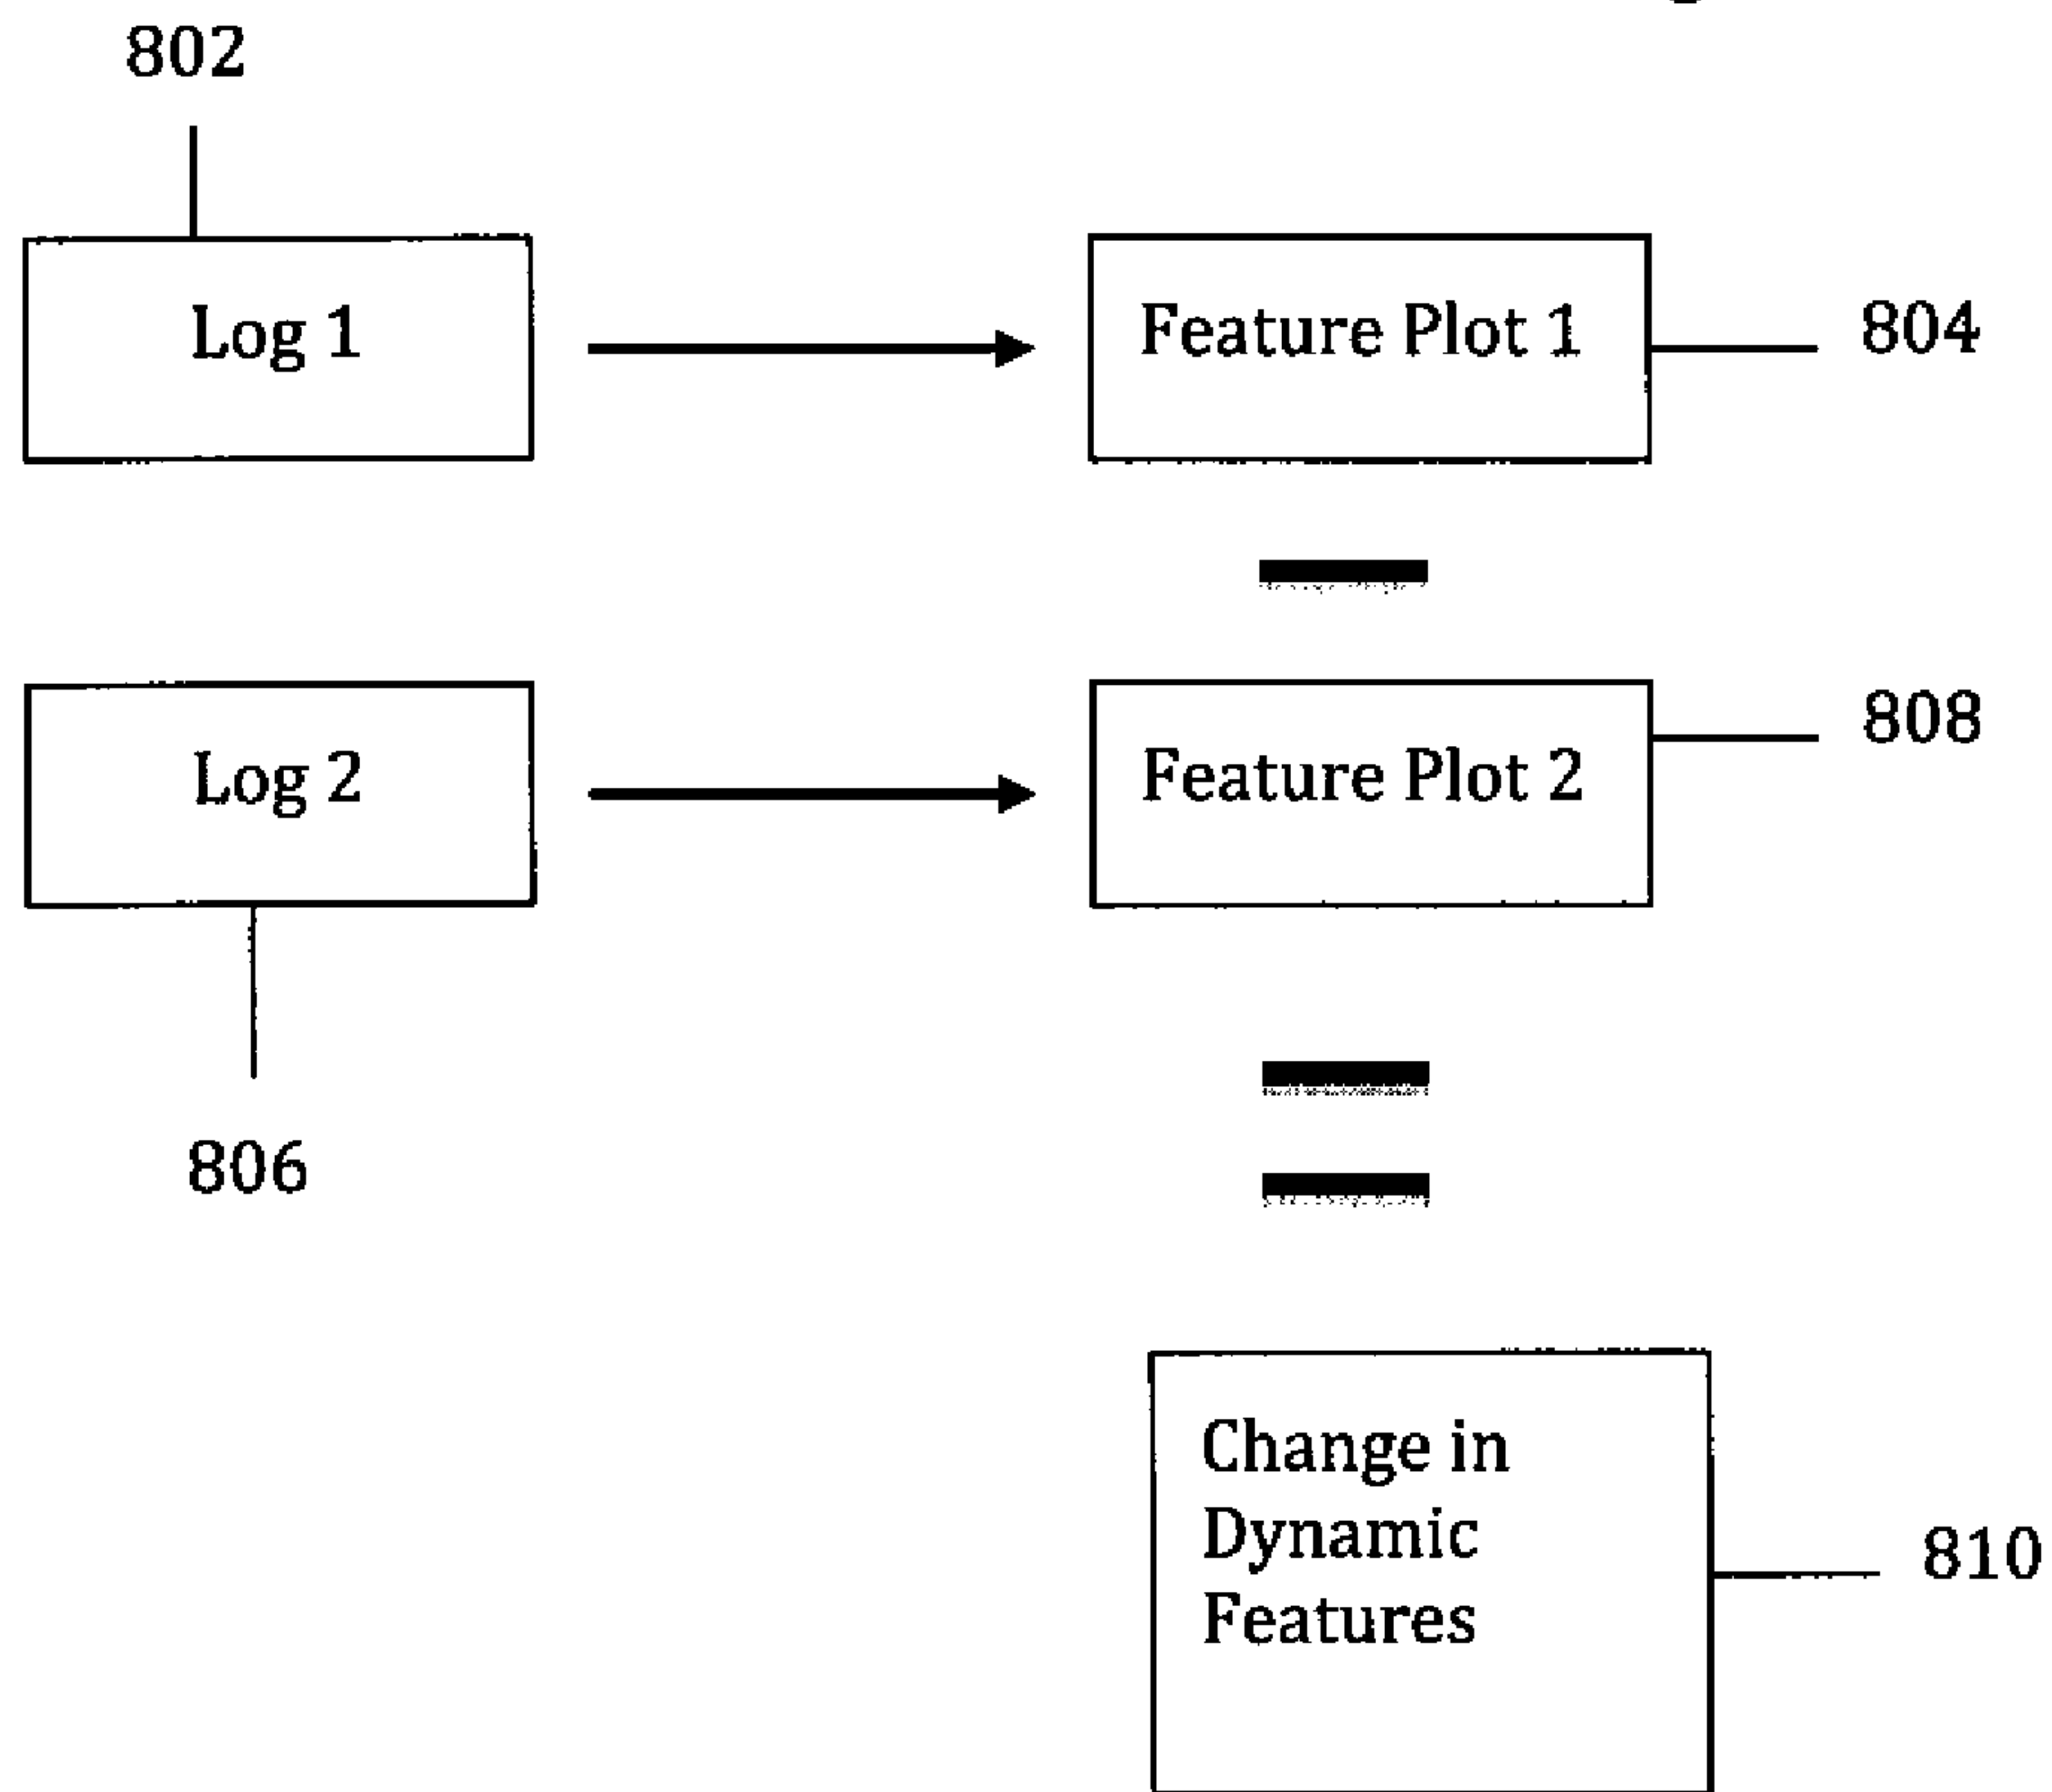 802
Log 1
Feature Plot 1
804
Log 2
Feature Plot 2
808
806
Change in
Dynamic
Features
810